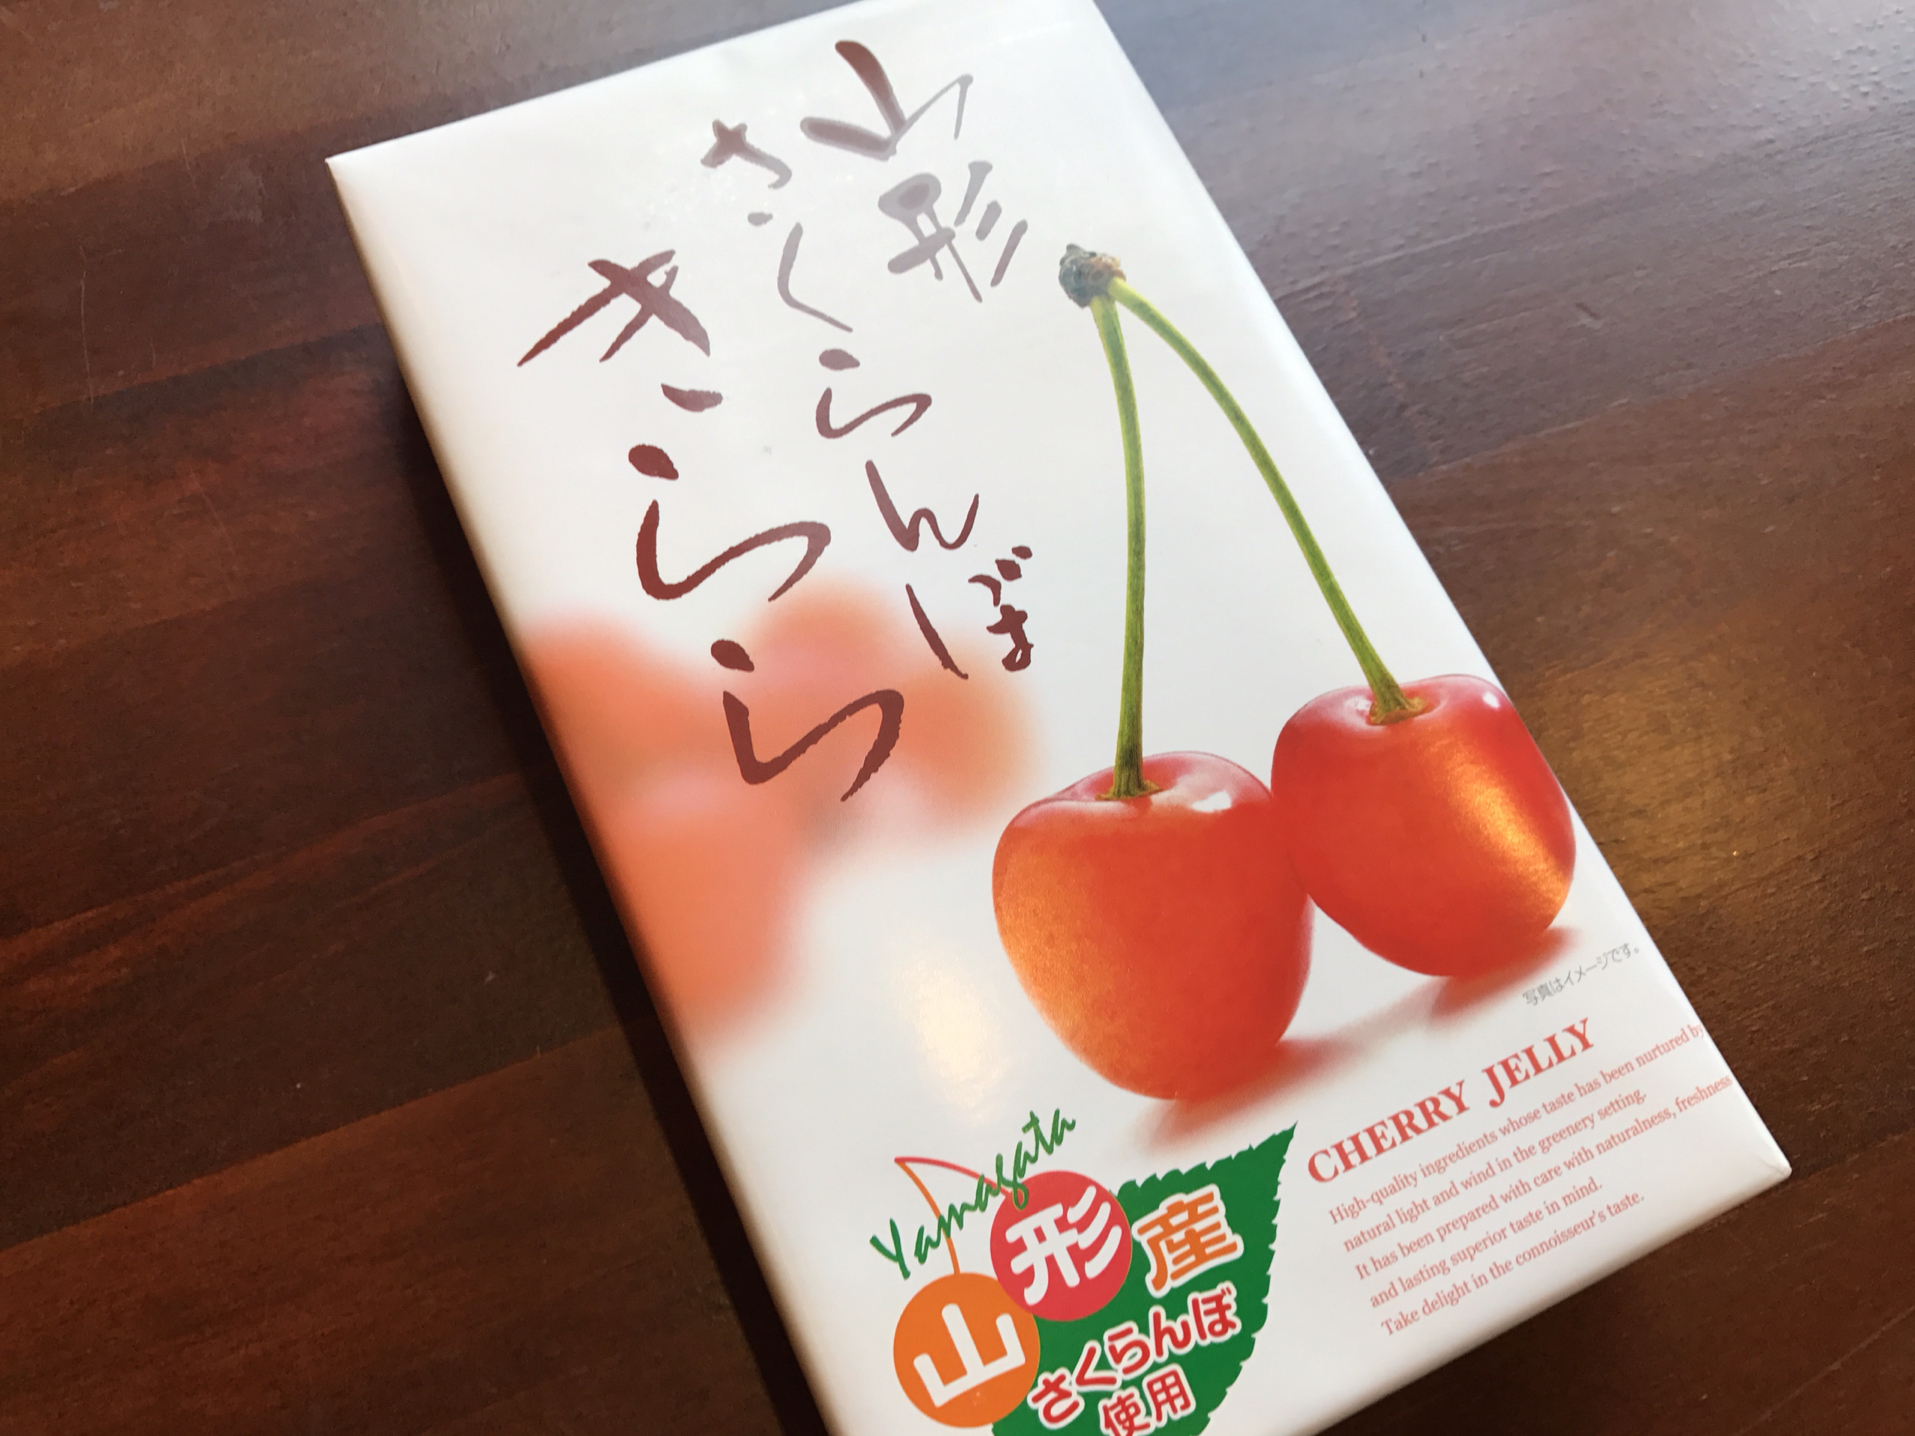 山形
さくらんぼ
きらら
写真はイメージです。
CHERRY JELLY
High-quality ingredients whose taste has been nurtured by
natural light and wind in the greenery setting.
It has been prepared with care with naturalness, freshness
and lasting superior taste in mind.
Take delight in the connoisseur's taste.
Yamagata
山形産
さくらんぼ
使用